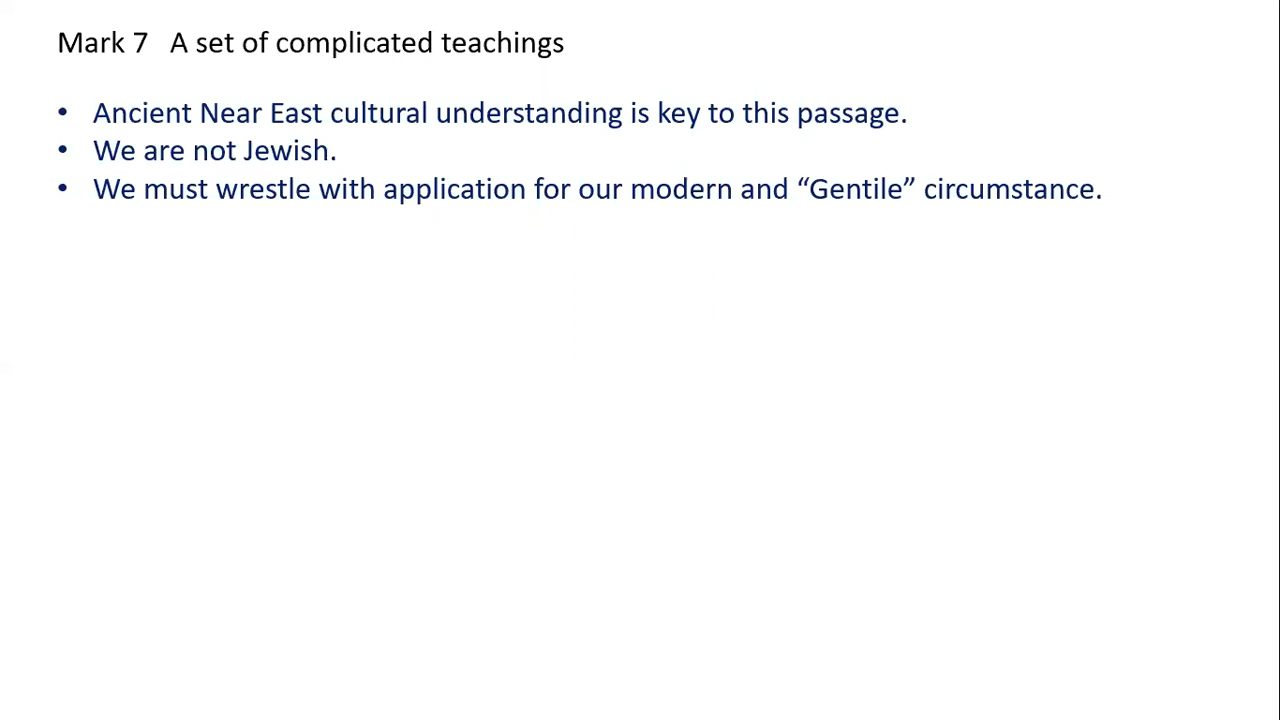 Mark 7   A set of complicated teachings
• Ancient Near East cultural understanding is key to this passage.
• We are not Jewish.
• We must wrestle with application for our modern and “Gentile” circumstance.